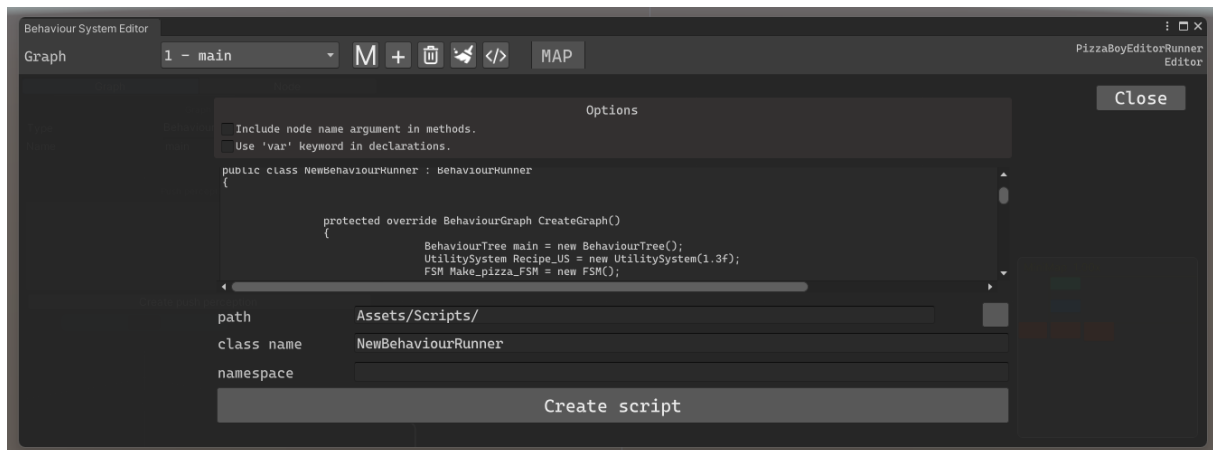 Behaviour System Editor
Graph
1 - main
M + </> MAP
PizzaBoyEditorRunner
Editor
Close
Options
Include node name argument in methods.
Use 'var' keyword in declarations.
public class NewBehaviourRunner : BehaviourRunner
{
protected override BehaviourGraph CreateGraph()
{
BehaviourTree main = new BehaviourTree();
UtilitySystem Recipe_US = new UtilitySystem(1.3f);
FSM Make_pizza_FSM = new FSM();
path
Assets/Scripts/
class name
NewBehaviourRunner
namespace
Create script